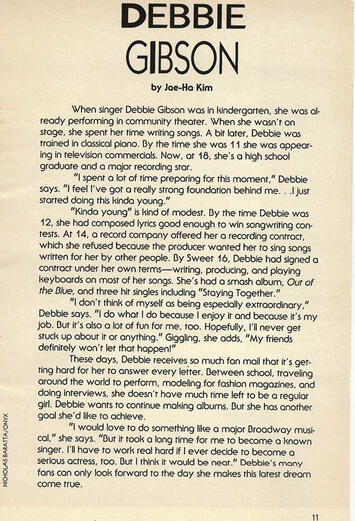 DEBBIE
GIBSON
by Jae-Ha Kim
When singer Debbie Gibson was in kindergarten, she was al-
ready performing in community theater. When she wasn't on
stage, she spent her time writing songs. A bit later, Debbie was
trained in classical piano. By the time she was 11 she was appear-
ing in television commercials. Now, at 18, she's a high school
graduate and a major recording star.
"I spent a lot of time preparing for this moment," Debbie
says. "I feel I've got a really strong foundation behind me. . .I just
started doing this kinda young."
"Kinda young" is kind of modest. By the time Debbie was
12, she had composed lyrics good enough to win songwriting con-
tests. At 14, a record company offered her a recording contract,
which she refused because the producer wanted her to sing songs
written for her by other people. By Sweet 16, Debbie had signed a
contract under her own terms—writing, producing, and playing
keyboards on most of her songs. She's had a smash album, Out of
the Blue, and three hit singles including "Staying Together."
"I don't think of myself as being especially extraordinary,"
Debbie says. "I do what I do because I enjoy it and because it's my
job. But it's also a lot of fun for me, too. Hopefully, I'll never get
stuck up about it or anything." Giggling, she adds, "My friends
definitely won't let that happen!"
These days, Debbie receives so much fan mail that it's get-
ting hard for her to answer every letter. Between school, traveling
around the world to perform, modeling for fashion magazines, and
doing interviews, she doesn't have much time left to be a regular
girl. Debbie wants to continue making albums. But she has another
goal she'd like to achieve.
"I would love to do something like a major Broadway musi-
cal," she says. "But it took a long time for me to become a known
singer. I'll have to work real hard if I ever decide to become a
serious actress, too. But I think it would be neat." Debbie's many
fans can only look forward to the day she makes this latest dream
come true.
NICHOLAS BARATTA/ONYX
11